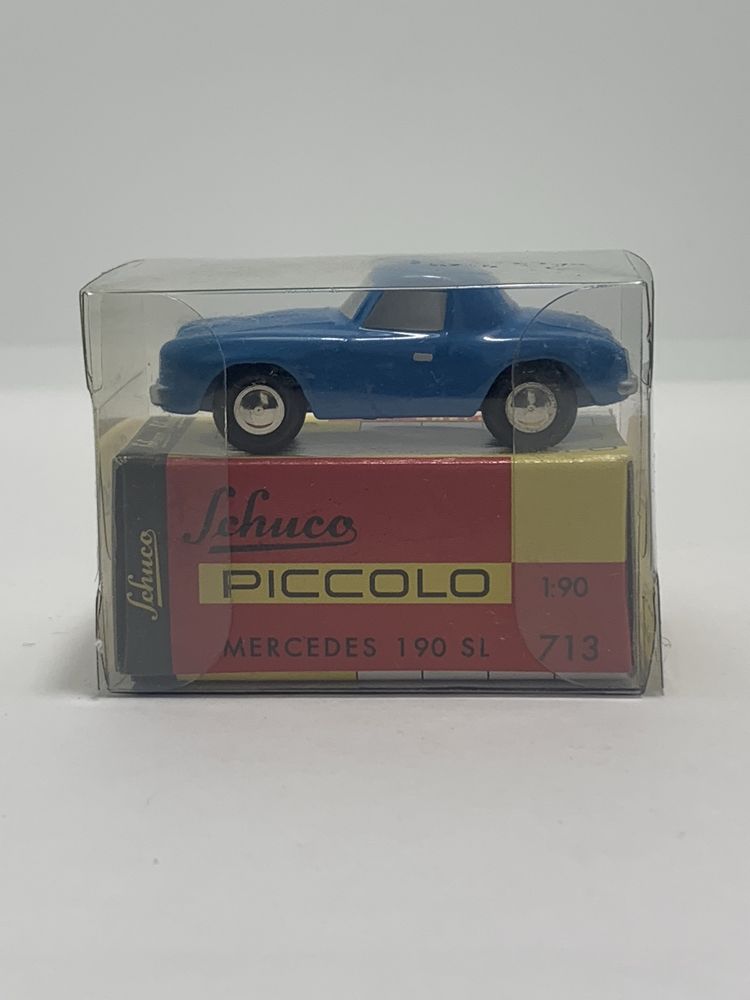 Schuco
Schuco
PICCOLO
1:90
MERCEDES 190 SL
713